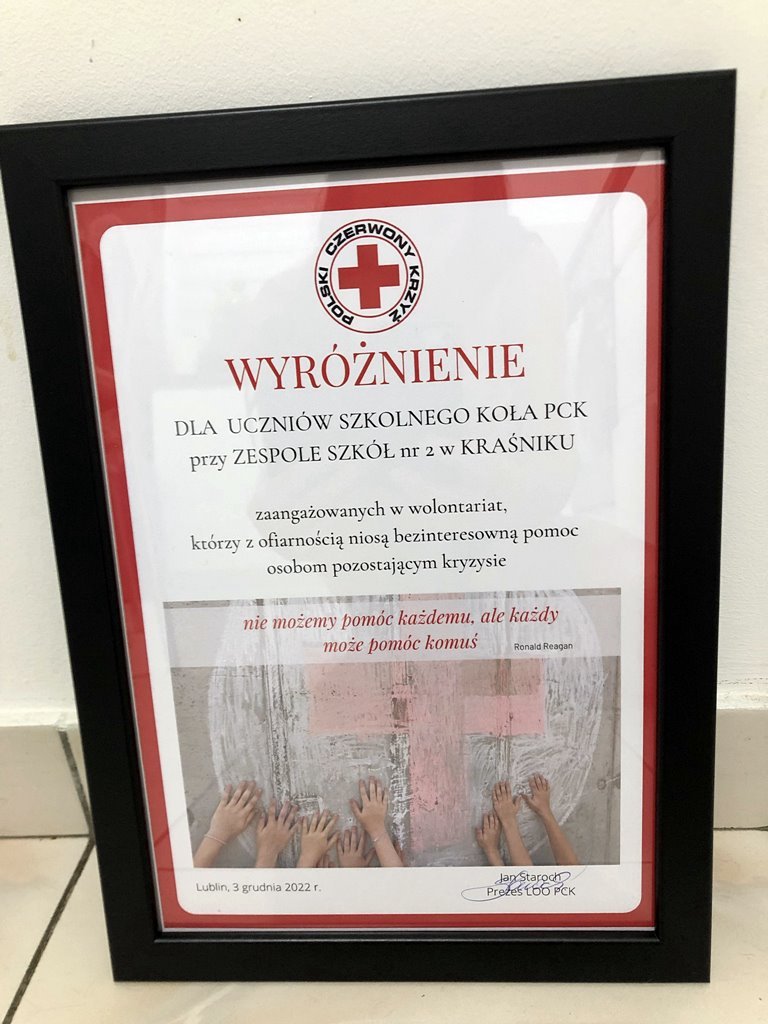 POLSKI CZERWONY KRZYŻ
WYRÓŻNIENIE
DLA UCZNIÓW SZKOLNEGO KOŁA PCK
przy ZESPOLE SZKÓŁ nr 2 w KRAŚNIKU
zaangażowanych w wolontariat,
którzy z ofiarnością niosą bezinteresowną pomoc
osobom pozostającym kryzysie
nie możemy pomóc każdemu, ale każdy
może pomóc komuś
Ronald Reagan
Lublin, 3 grudnia 2022 r.
Jan Staroch
Prezes LOO PCK